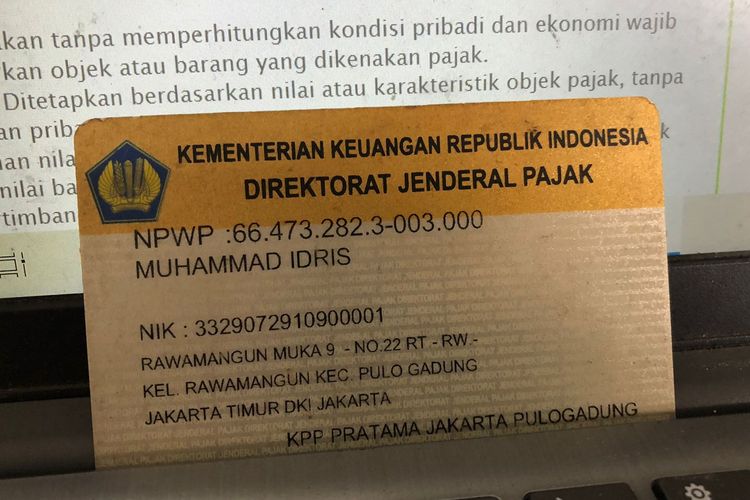 akan tanpa memperhitungkan kondisi pribadi dan ekonomi wajib
kan objek atau barang yang dikenakan pajak.
Ditetapkan berdasarkan nilai atau karakteristik objek pajak, tanpa
KEMENTERIAN KEUANGAN REPUBLIK INDONESIA
DIREKTORAT JENDERAL PAJAK
NPWP :66.473.282.3-003.000
MUHAMMAD IDRIS
NIK : 3329072910900001
RAWAMANGUN MUKA 9 - NO.22 RT - RW.-
KEL. RAWAMANGUN KEC. PULO GADUNG
JAKARTA TIMUR DKI JAKARTA
KPP PRATAMA JAKARTA PULOGADUNG